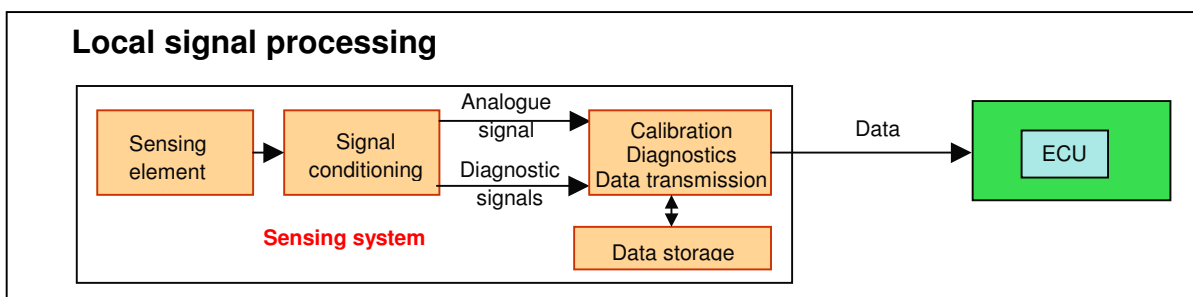 Local signal processing
Sensing
element
Signal
conditioning
Analogue
signal
Diagnostic
signals
Calibration
Diagnostics
Data transmission
Data storage
Sensing system
Data
ECU